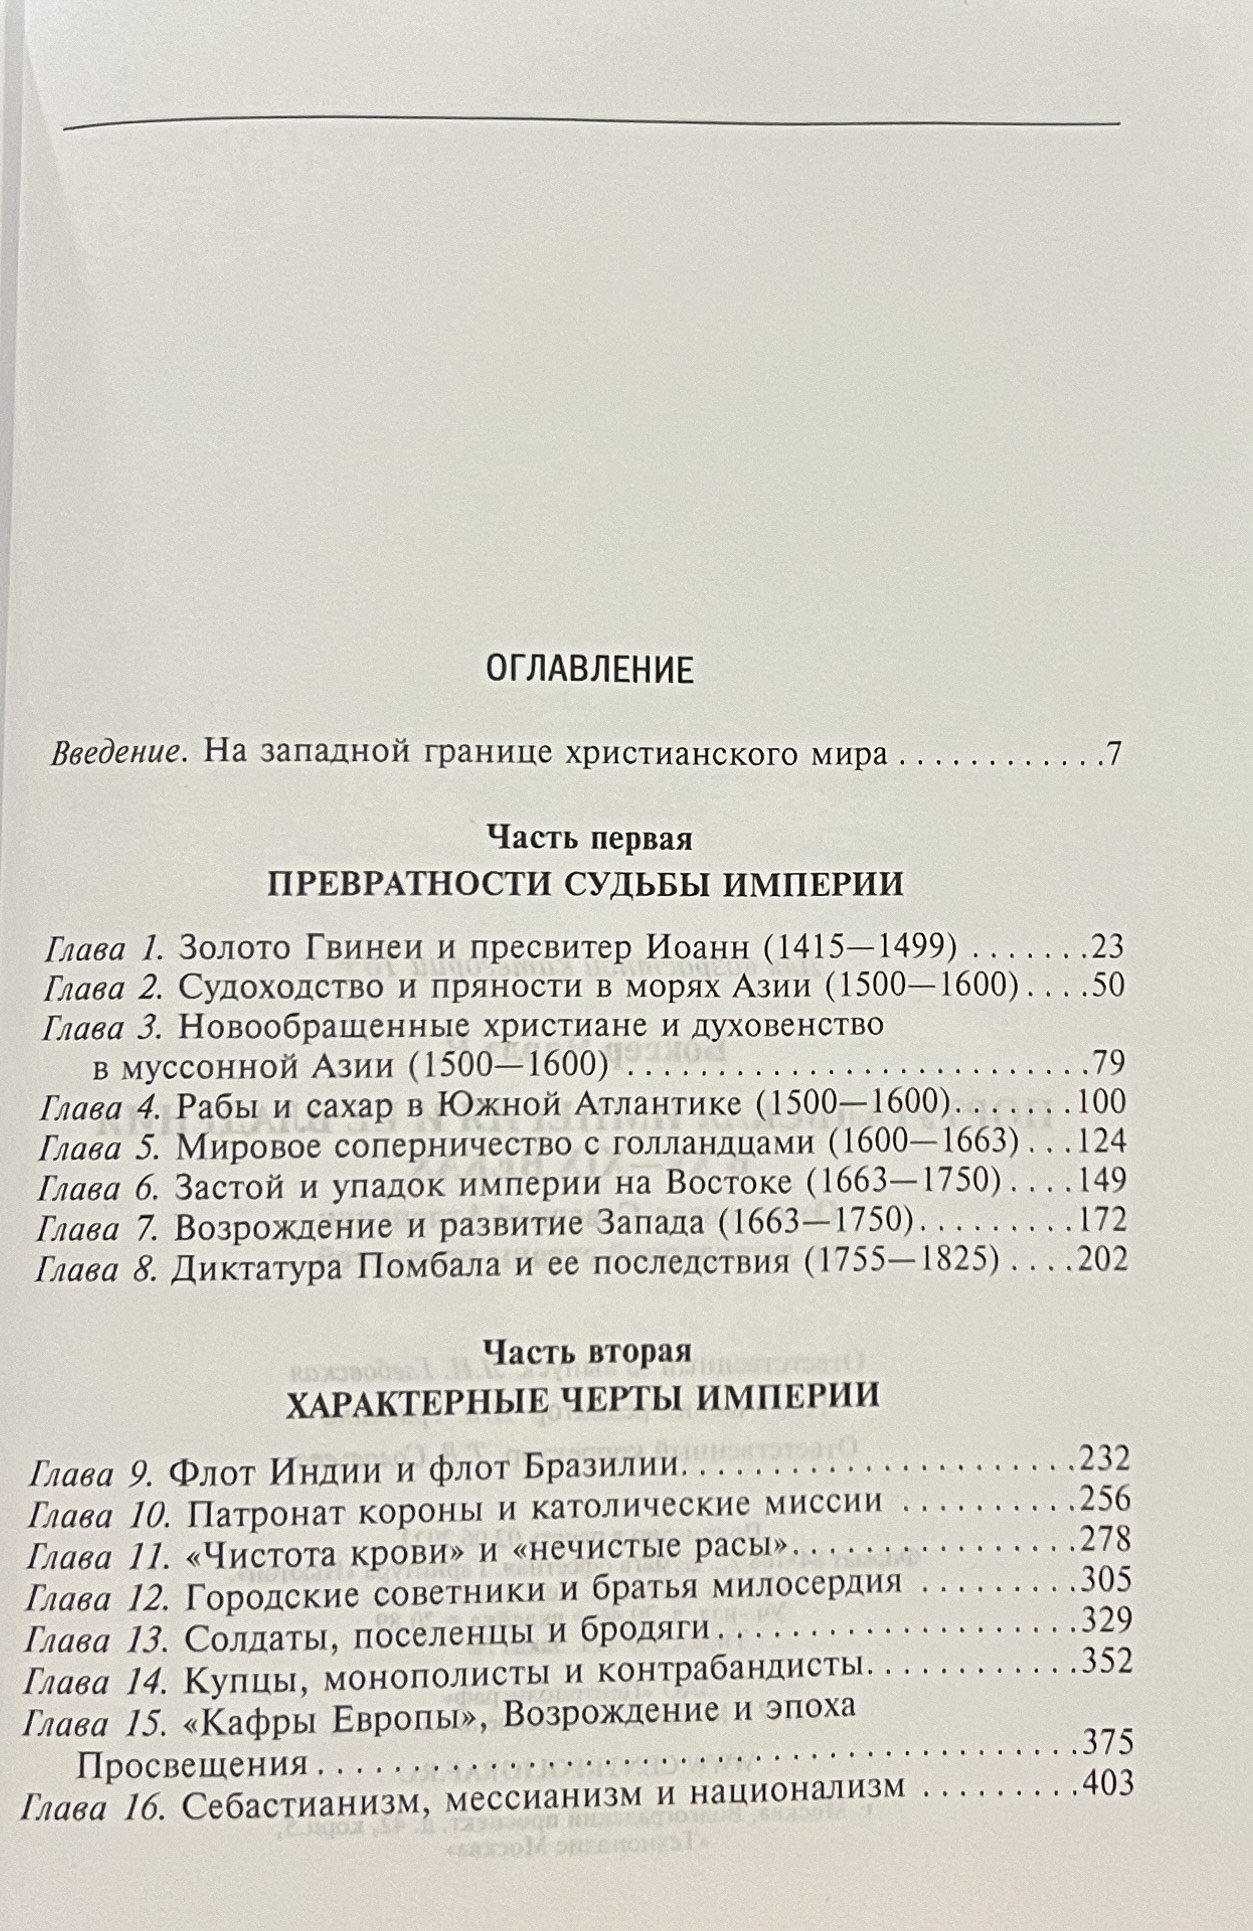 ОГЛАВЛЕНИЕ
Введение. На западной границе христианского мира . . . . . . . . . . . .7
Часть первая
ПРЕВРАТНОСТИ СУДЬБЫ ИМПЕРИИ
Глава 1. Золото Гвинеи и пресвитер Иоанн (1415—1499) . . . . . . .23
Глава 2. Судоходство и пряности в морях Азии (1500—1600) . . . .50
Глава 3. Новообращенные христиане и духовенство
в муссонной Азии (1500—1600) . . . . . . . . . . . . . . . . . . . . . . . . . .79
Глава 4. Рабы и сахар в Южной Атлантике (1500—1600). . . . . . .100
Глава 5. Мировое соперничество с голландцами (1600—1663) . . .124
Глава 6. Застой и упадок империи на Востоке (1663—1750) . . . .149
Глава 7. Возрождение и развитие Запада (1663—1750). . . . . . . . .172
Глава 8. Диктатура Помбала и ее последствия (1755—1825) . . . .202
Часть вторая
ХАРАКТЕРНЫЕ ЧЕРТЫ ИМПЕРИИ
Глава 9. Флот Индии и флот Бразилии. . . . . . . . . . . . . . . . . . . . . .232
Глава 10. Патронат короны и католические миссии . . . . . . . . . .256
Глава 11. «Чистота крови» и «нечистые расы». . . . . . . . . . . . . . . .278
Глава 12. Городские советники и братья милосердия . . . . . . . . .305
Глава 13. Солдаты, поселенцы и бродяги. . . . . . . . . . . . . . . . . . . .329
Глава 14. Купцы, монополисты и контрабандисты. . . . . . . . . . . .352
Глава 15. «Кафры Европы», Возрождение и эпоха
Просвещения . . . . . . . . . . . . . . . . . . . . . . . . . . . . . . . . . . . . . . .375
Глава 16. Себастианизм, мессианизм и национализм . . . . . . . . .403